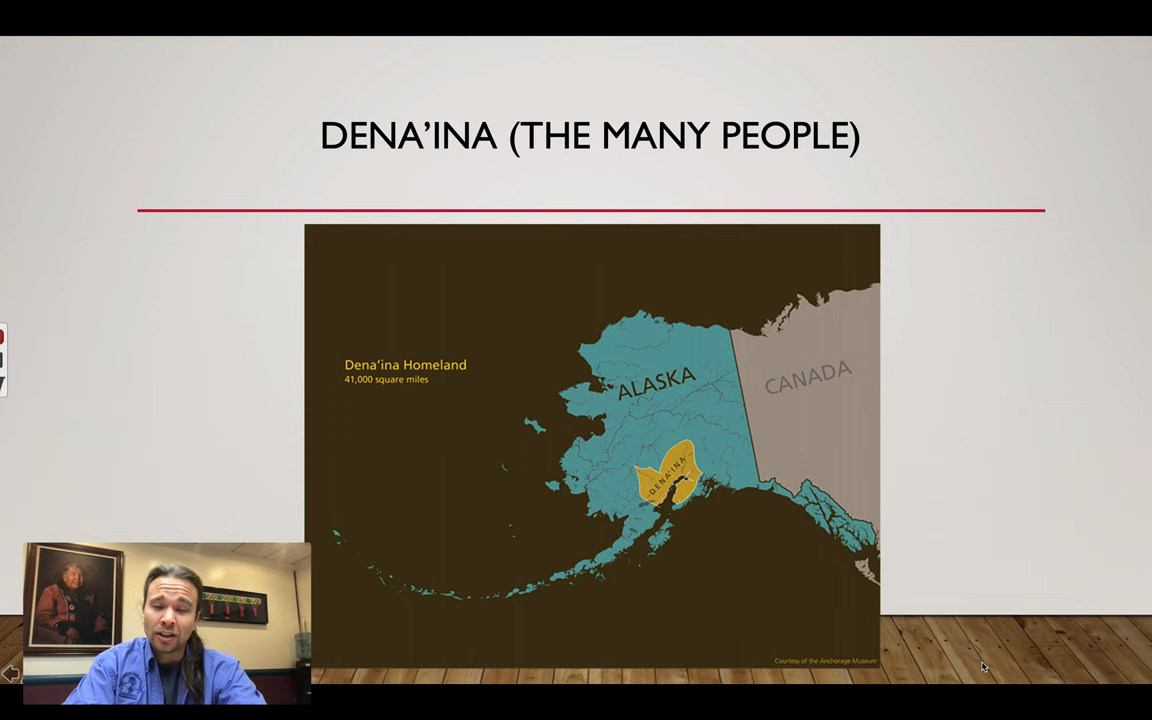 DENA’INA (THE MANY PEOPLE)
Dena’ina Homeland
41,000 square miles
ALASKA
CANADA
DENA’INA
Courtesy of the Anchorage Museum